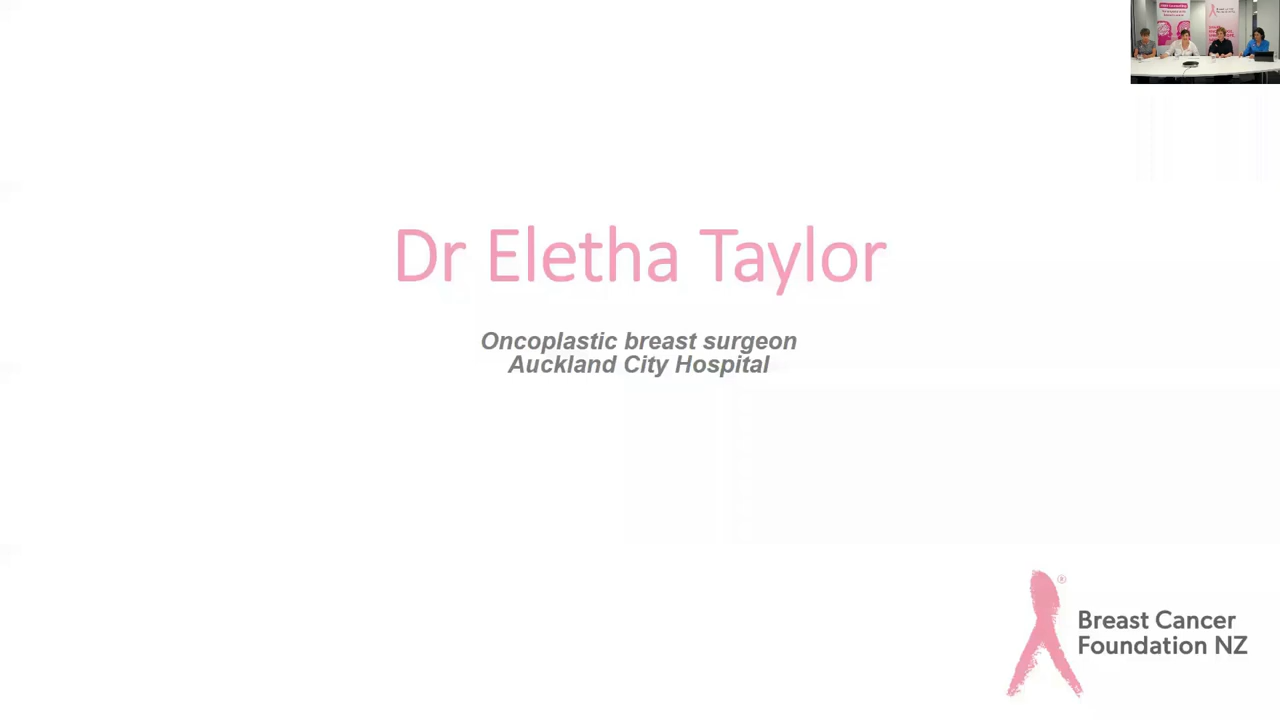 Dr Eletha Taylor
Oncoplastic breast surgeon
Auckland City Hospital
®
Breast Cancer
Foundation NZ